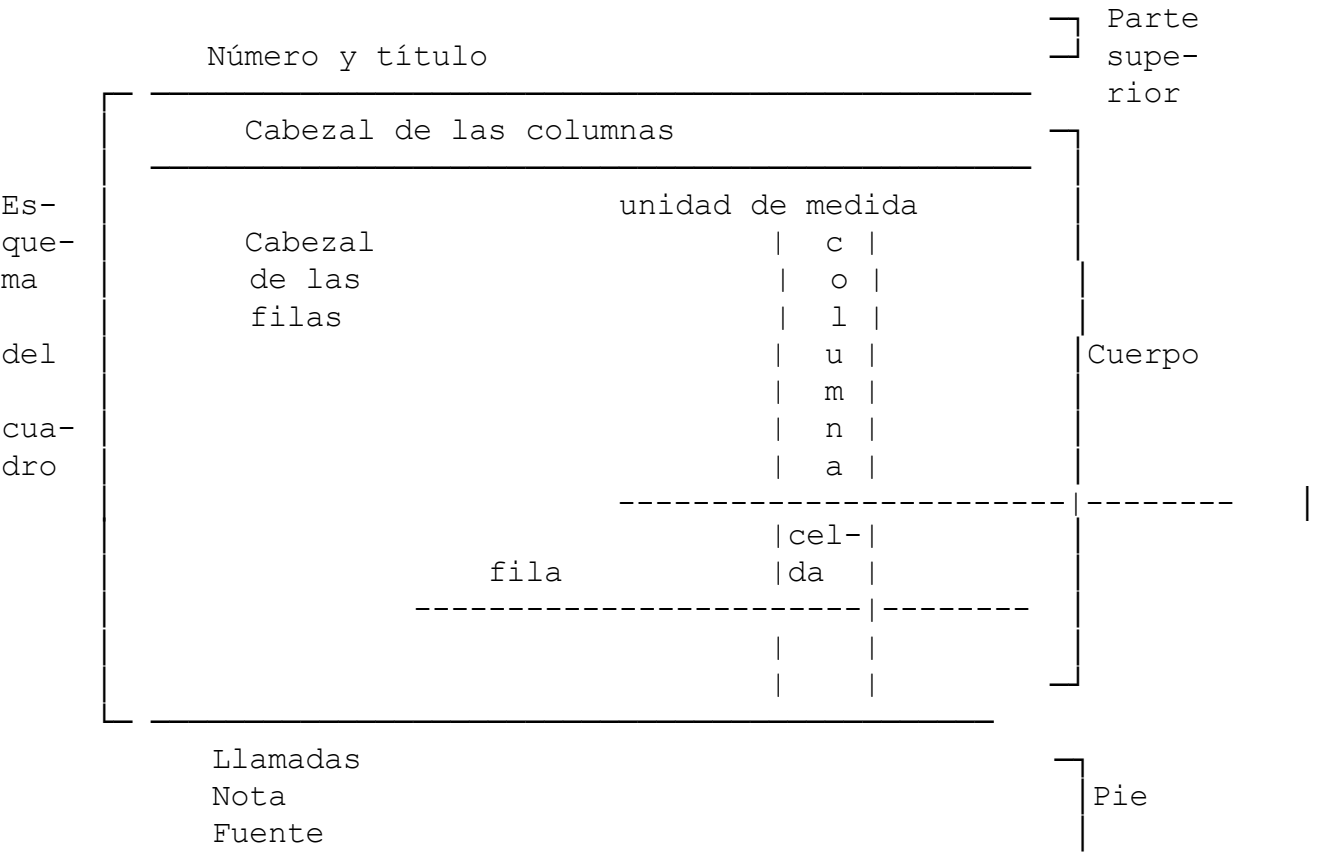 Parte
Número y título supe-
rior
Cabezal de las columnas
Es- unidad de medida
que- Cabezal c
ma de las o
filas l
del u Cuerpo
m
cua- n
dro a
cel-
fila da
Llamadas
Nota Pie
Fuente